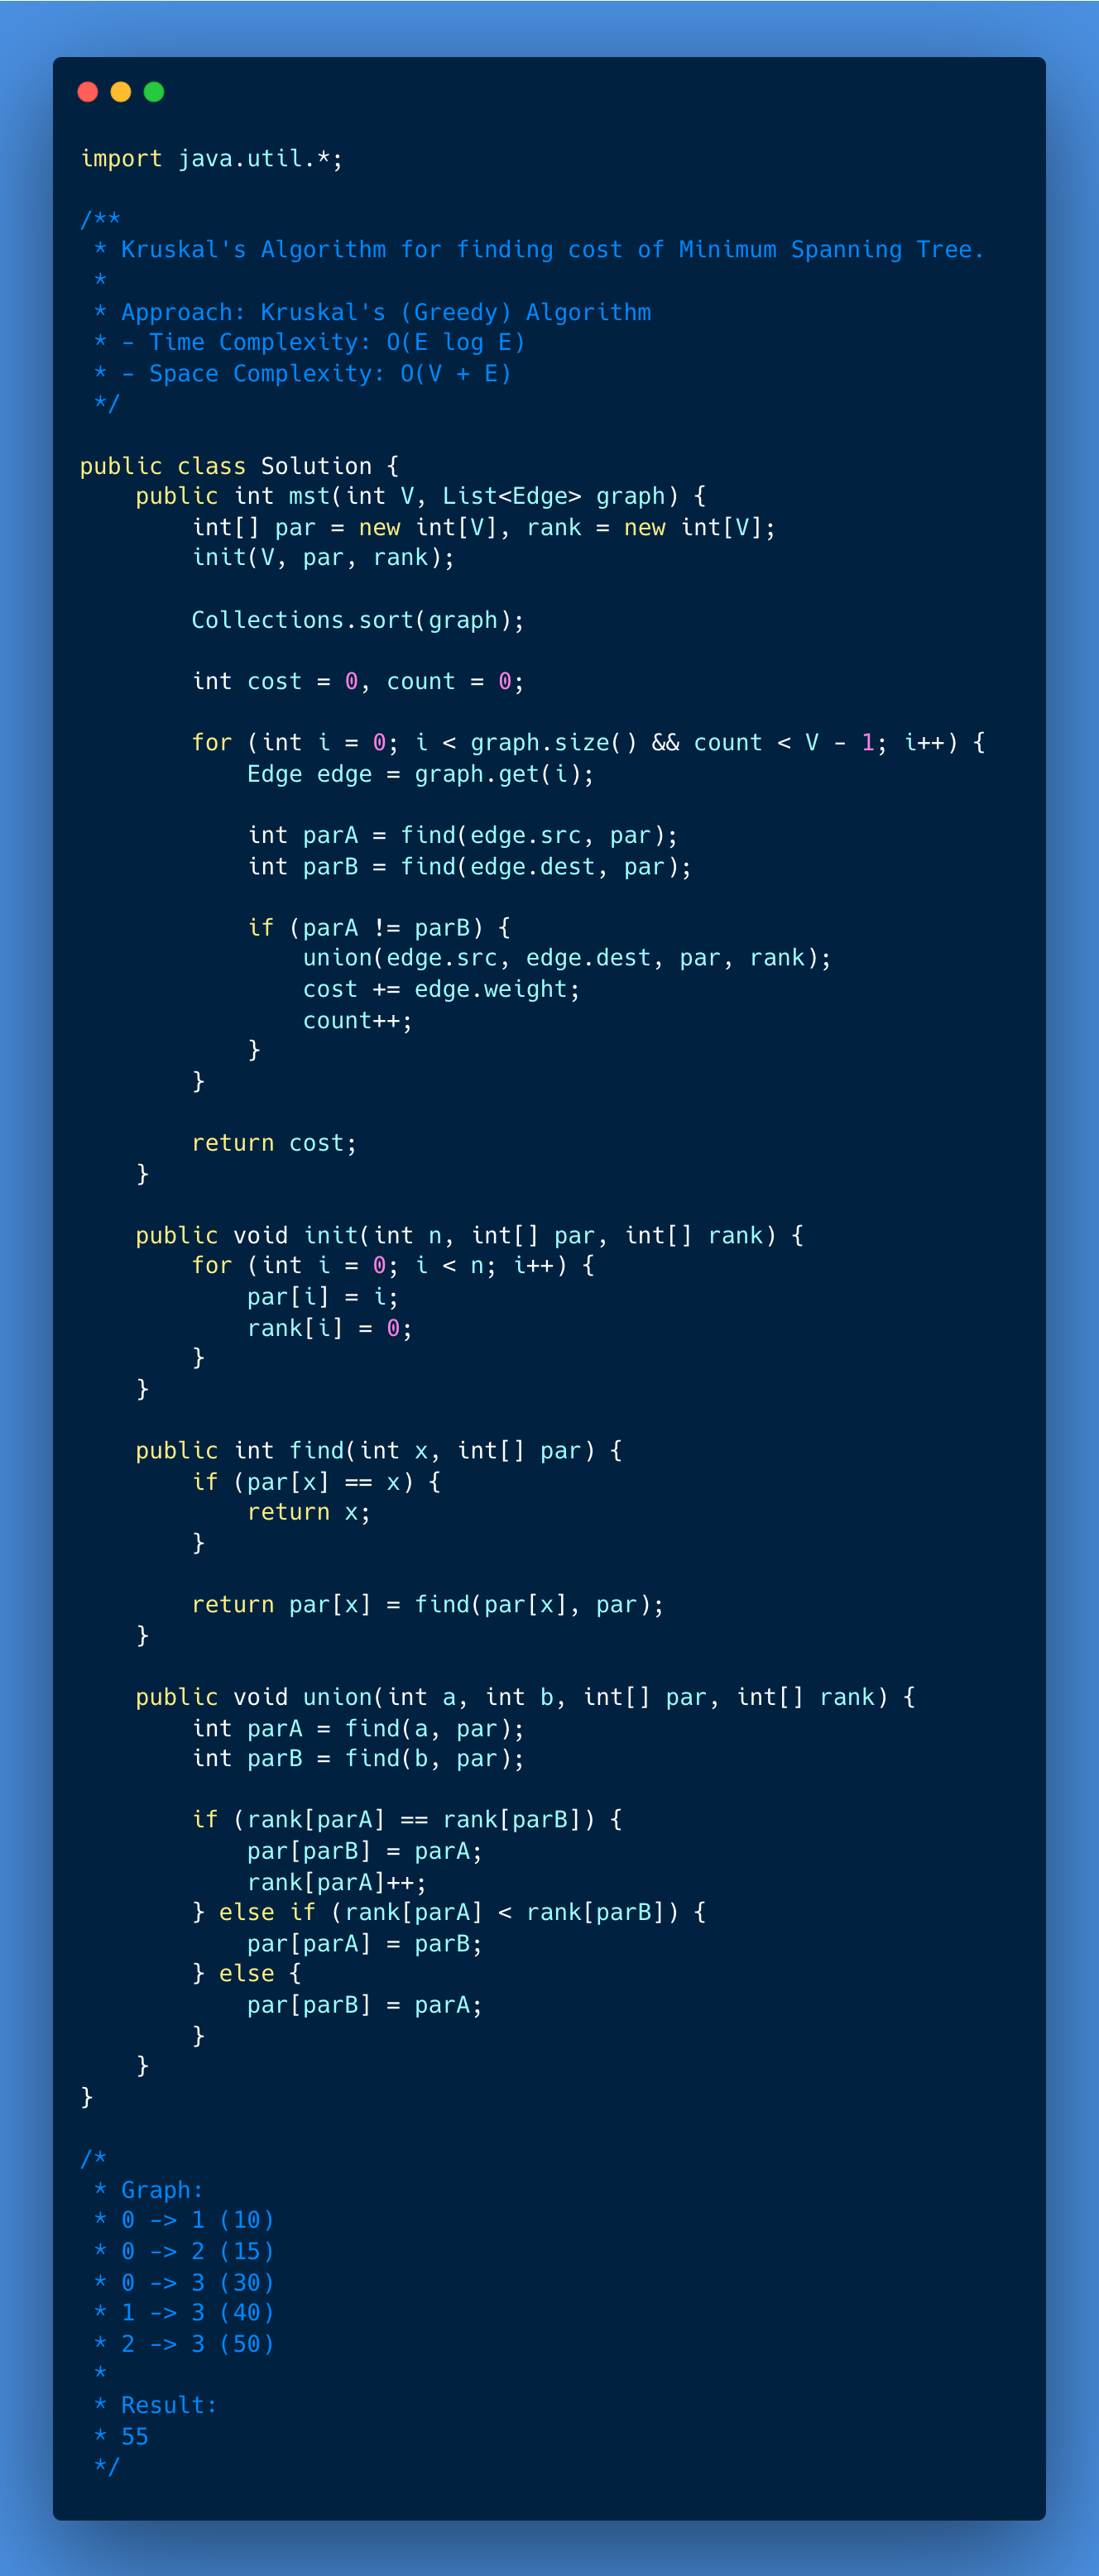 import java.util.*;

/**
 * Kruskal's Algorithm for finding cost of Minimum Spanning Tree.
 *
 * Approach: Kruskal's (Greedy) Algorithm
 * - Time Complexity: O(E log E)
 * - Space Complexity: O(V + E)
 */

public class Solution {
    public int mst(int V, List<Edge> graph) {
        int[] par = new int[V], rank = new int[V];
        init(V, par, rank);

        Collections.sort(graph);

        int cost = 0, count = 0;

        for (int i = 0; i < graph.size() && count < V - 1; i++) {
            Edge edge = graph.get(i);

            int parA = find(edge.src, par);
            int parB = find(edge.dest, par);

            if (parA != parB) {
                union(edge.src, edge.dest, par, rank);
                cost += edge.weight;
                count++;
            }
        }

        return cost;
    }

    public void init(int n, int[] par, int[] rank) {
        for (int i = 0; i < n; i++) {
            par[i] = i;
            rank[i] = 0;
        }
    }

    public int find(int x, int[] par) {
        if (par[x] == x) {
            return x;
        }

        return par[x] = find(par[x], par);
    }

    public void union(int a, int b, int[] par, int[] rank) {
        int parA = find(a, par);
        int parB = find(b, par);

        if (rank[parA] == rank[parB]) {
            par[parB] = parA;
            rank[parA]++;
        } else if (rank[parA] < rank[parB]) {
            par[parA] = parB;
        } else {
            par[parB] = parA;
        }
    }
}

/*
 * Graph:
 * 0 -> 1 (10)
 * 0 -> 2 (15)
 * 0 -> 3 (30)
 * 1 -> 3 (40)
 * 2 -> 3 (50)
 *
 * Result:
 * 55
 */